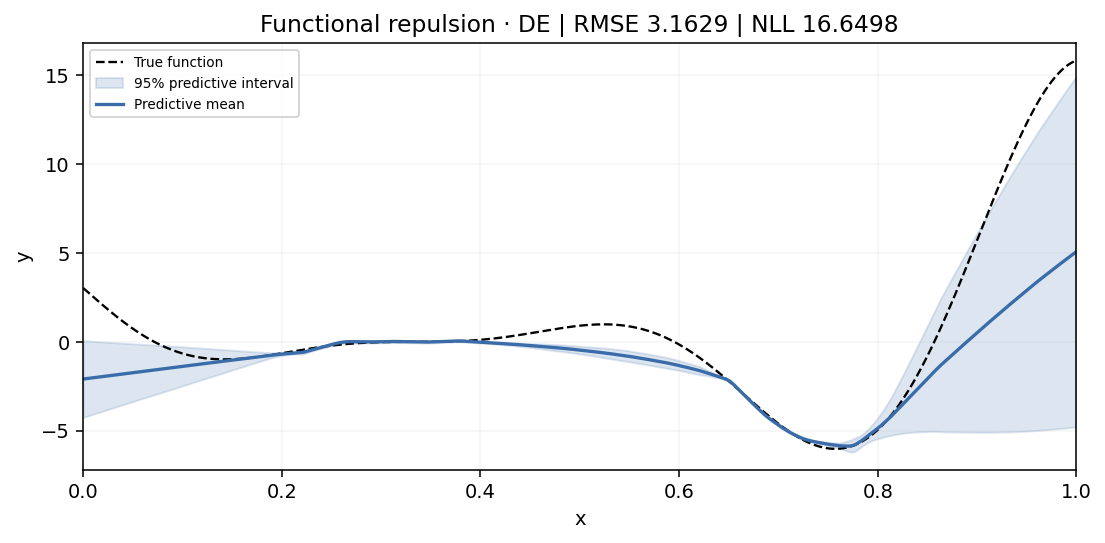 Functional repulsion · DE | RMSE 3.1629 | NLL 16.6498
True function
95% predictive interval
Predictive mean
15
10
5
0
−5
y
0.0 0.2 0.4 0.6 0.8 1.0
x